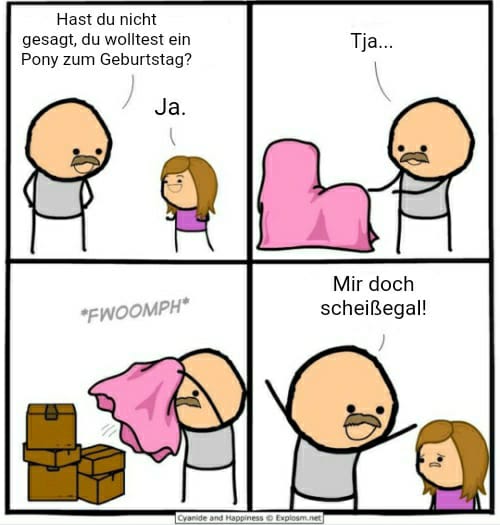 Hast du nicht
gesagt, du wolltest ein
Pony zum Geburtstag?
Ja.
Tja...
*FWOOMPH*
Mir doch
scheißegal!
Cyanide and Happiness © Explosm.net